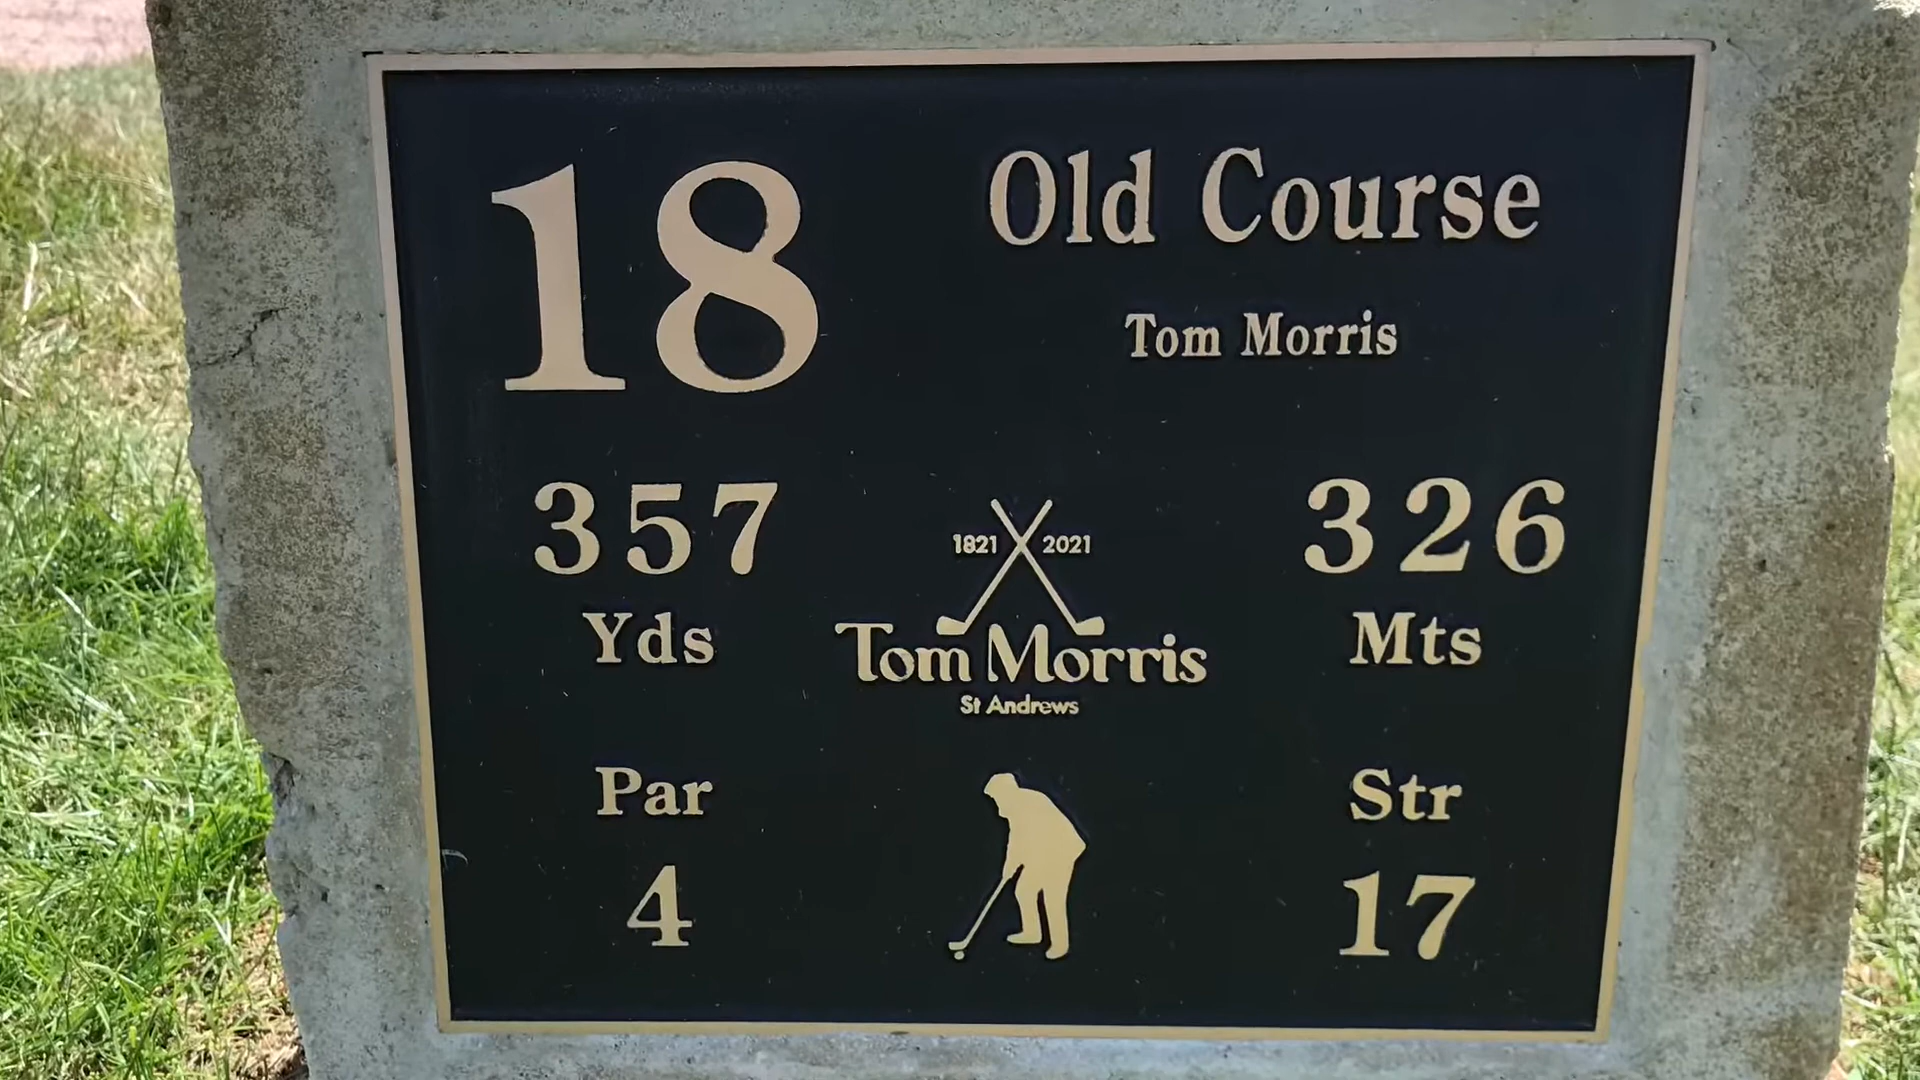 18
Old Course
Tom Morris
357
Yds
1821 2021
Tom Morris
St Andrews
326
Mts
Par
4
Str
17